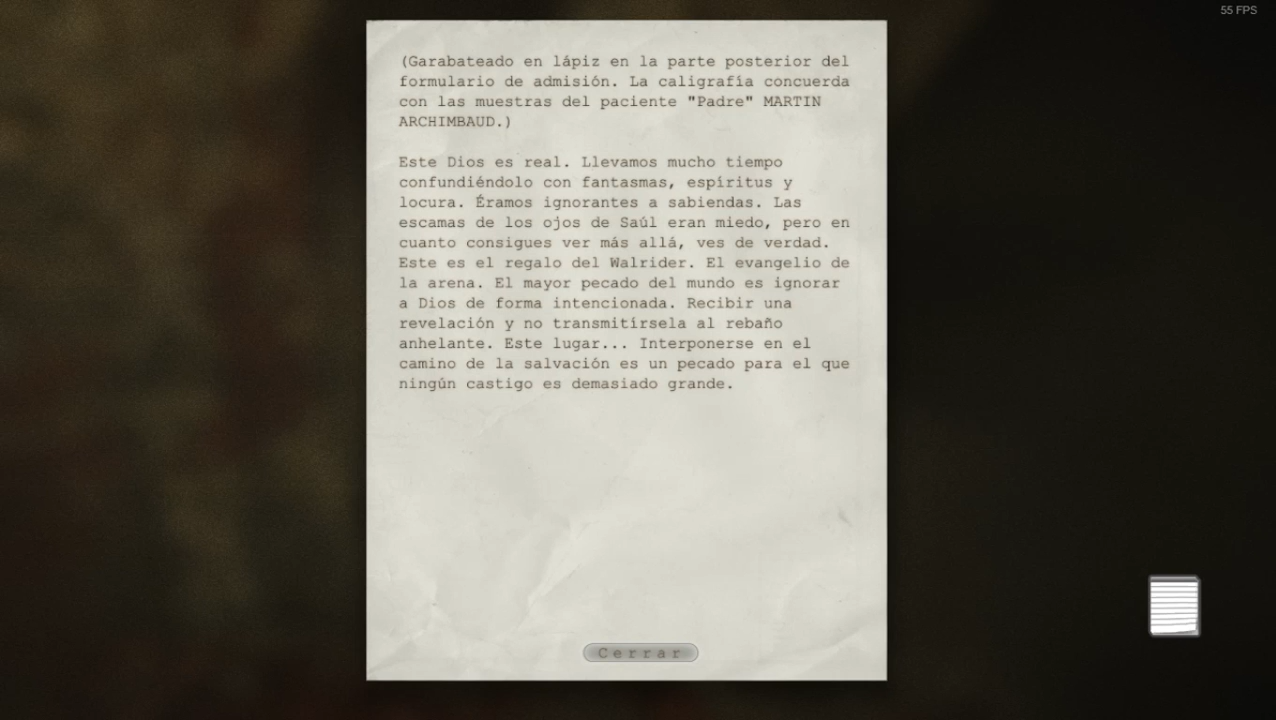 55 FPS
(Garabateado en lápiz en la parte posterior del
formulario de admisión. La caligrafía concuerda
con las muestras del paciente "Padre" MARTIN
ARCHIMBAUD.)
Este Dios es real. Llevamos mucho tiempo
confundiéndolo con fantasmas, espíritus y
locura. Éramos ignorantes a sabiendas. Las
escamas de los ojos de Saúl eran miedo, pero en
cuanto consigues ver más allá, ves de verdad.
Este es el regalo del Walrider. El evangelio de
la arena. El mayor pecado del mundo es ignorar
a Dios de forma intencionada. Recibir una
revelación y no transmitírsela al rebaño
anhelante. Este lugar... Interponerse en el
camino de la salvación es un pecado para el que
ningún castigo es demasiado grande.
Cerrar